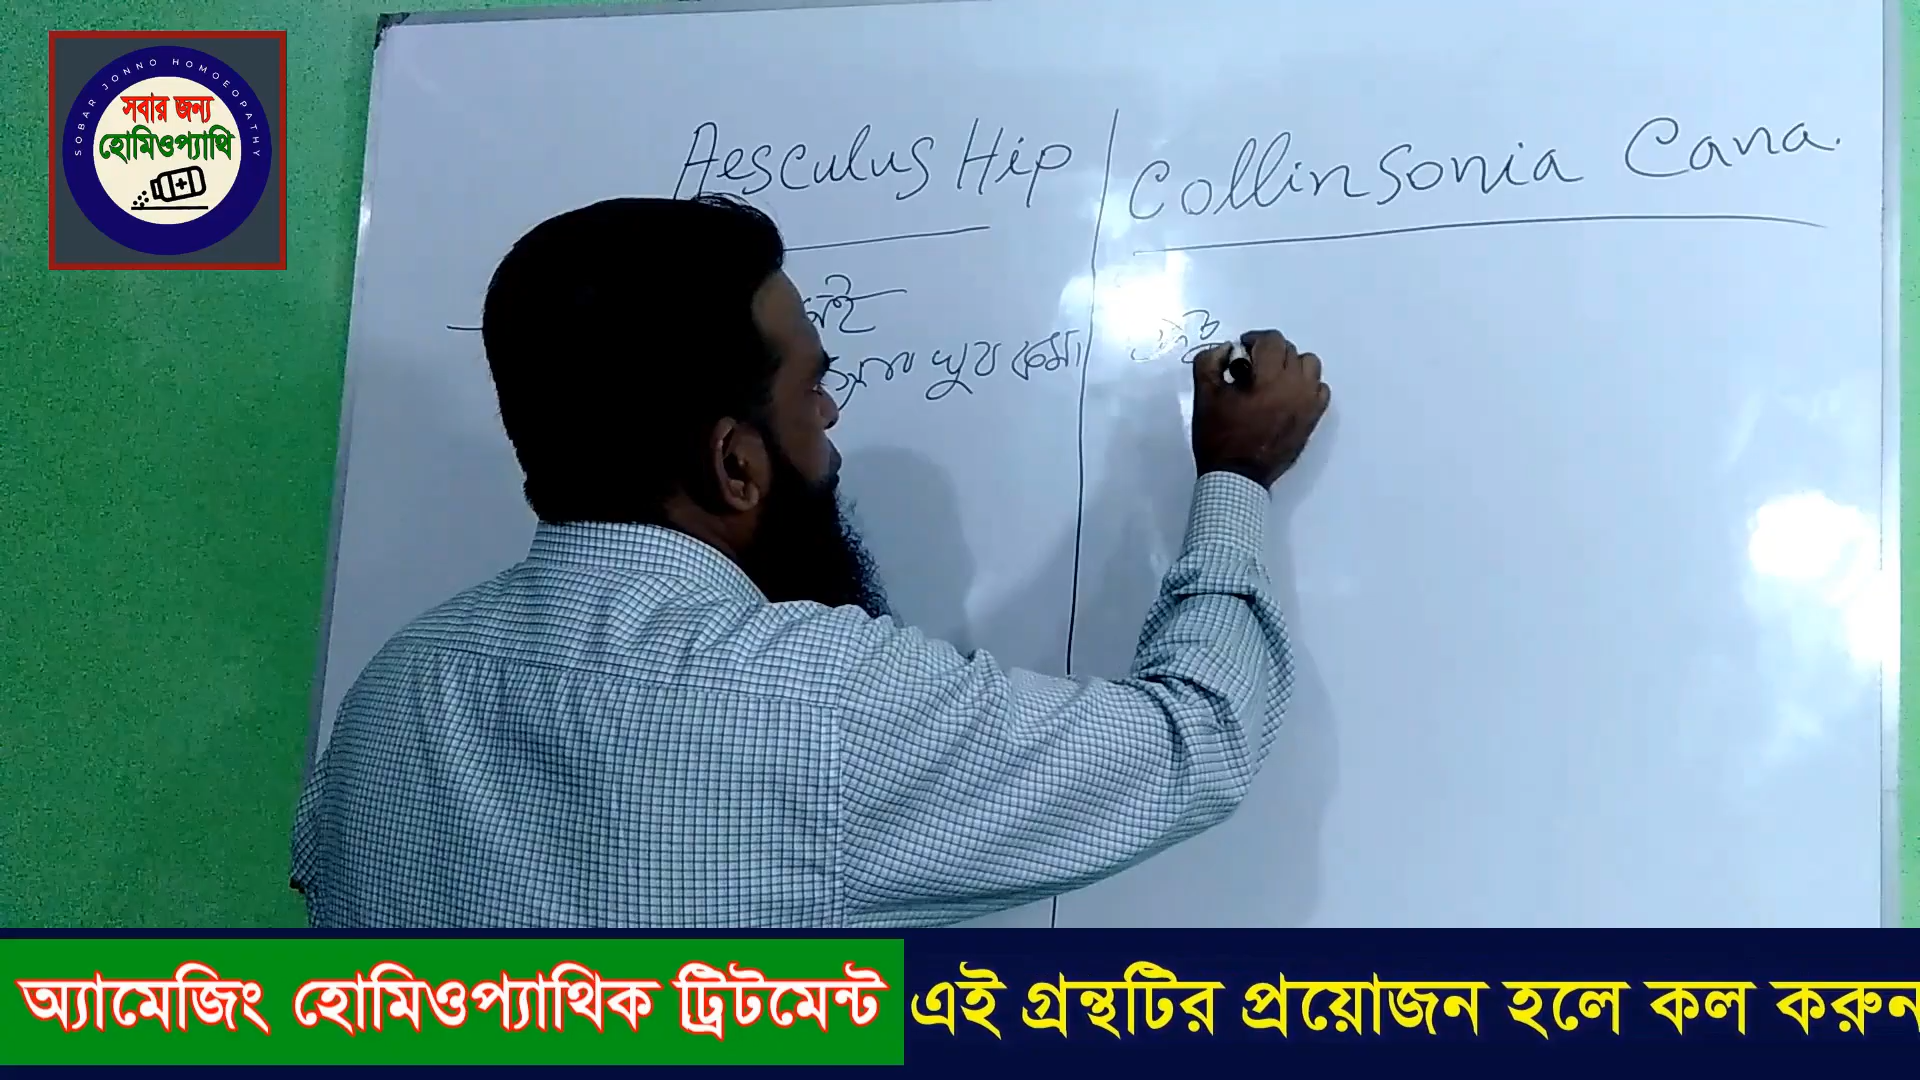 SOBAR JONNO HOMOEOPATHY
সবার জন্য
হোমিওপ্যাথি
Aesculus Hip
Collinsonia Cana.
খুব কম।
অ্যামেজিং হোমিওপ্যাথিক ট্রিটমেন্ট
এই গ্রন্থটির প্রয়োজন হলে কল করুন